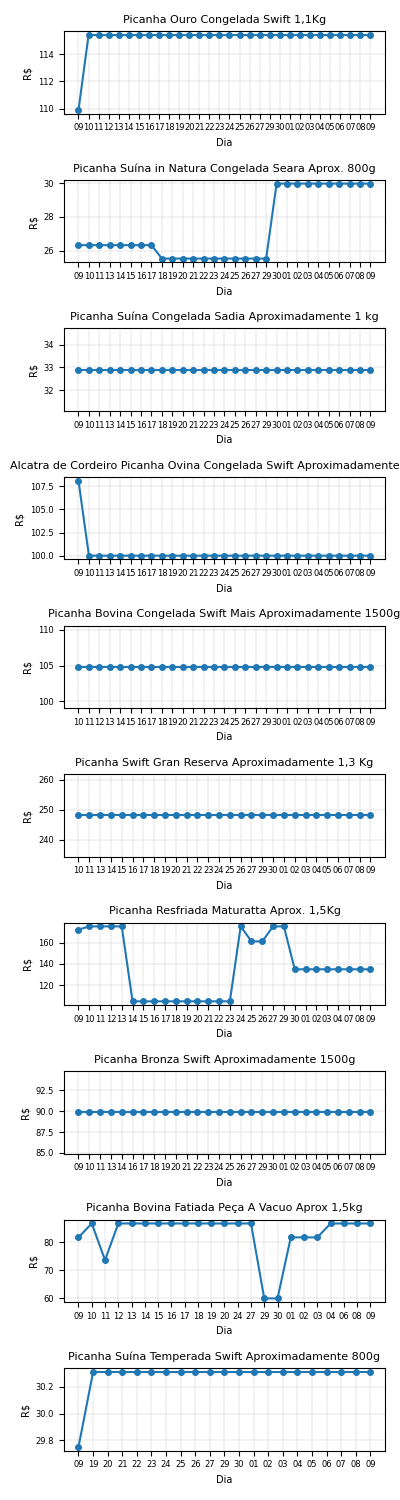 Picanha Ouro Congelada Swift 1,1Kg
114
112
110
R$
09 10 11 12 13 14 15 16 17 18 19 20 21 22 23 24 25 26 27 29 30 01 02 03 04 05 06 07 08 09
Dia
Picanha Suína in Natura Congelada Seara Aprox. 800g
30
28
26
R$
09 10 11 12 13 14 15 16 17 18 19 20 21 22 23 24 25 26 27 29 30 01 02 03 04 05 06 07 08 09
Dia
Picanha Suína Congelada Sadia Aproximadamente 1 kg
34
33
32
R$
09 10 11 12 13 14 15 16 17 18 19 20 21 22 23 24 25 26 27 29 30 01 02 03 04 05 06 07 08 09
Dia
Alcatra de Cordeiro Picanha Ovina Congelada Swift Aproximadamente
107.5
105.0
102.5
100.0
R$
09 10 11 12 13 14 15 16 17 18 19 20 21 22 23 24 25 26 27 29 30 01 02 03 04 05 06 07 08 09
Dia
Picanha Bovina Congelada Swift Mais Aproximadamente 1500g
110
105
100
R$
10 11 12 13 14 15 16 17 18 19 20 21 22 23 24 25 26 27 29 30 01 02 03 04 05 06 07 08 09
Dia
Picanha Swift Gran Reserva Aproximadamente 1,3 Kg
260
250
240
R$
10 11 12 13 14 15 16 17 18 19 20 21 22 23 24 25 26 27 29 30 01 02 03 04 05 06 07 08 09
Dia
Picanha Resfriada Maturatta Aprox. 1,5Kg
160
140
120
R$
09 10 11 12 13 14 16 17 18 19 20 21 22 23 24 25 26 27 29 30 01 02 03 04 05 06 07 09
Dia
Picanha Bronza Swift Aproximadamente 1500g
92.5
90.0
87.5
85.0
R$
09 10 11 12 13 14 16 17 18 19 20 21 22 23 24 25 26 27 29 30 01 02 03 04 05 06 07 09
Dia
Picanha Bovina Fatiada Peça A Vacuo Aprox 1,5kg
80
70
60
R$
09 10 11 12 13 14 15 16 17 18 19 20 24 27 29 30 01 02 03 04 06 08 09
Dia
Picanha Suína Temperada Swift Aproximadamente 800g
30.2
30.0
29.8
R$
09 19 20 21 22 23 24 25 26 27 29 30 01 02 03 04 05 06 07 08 09
Dia